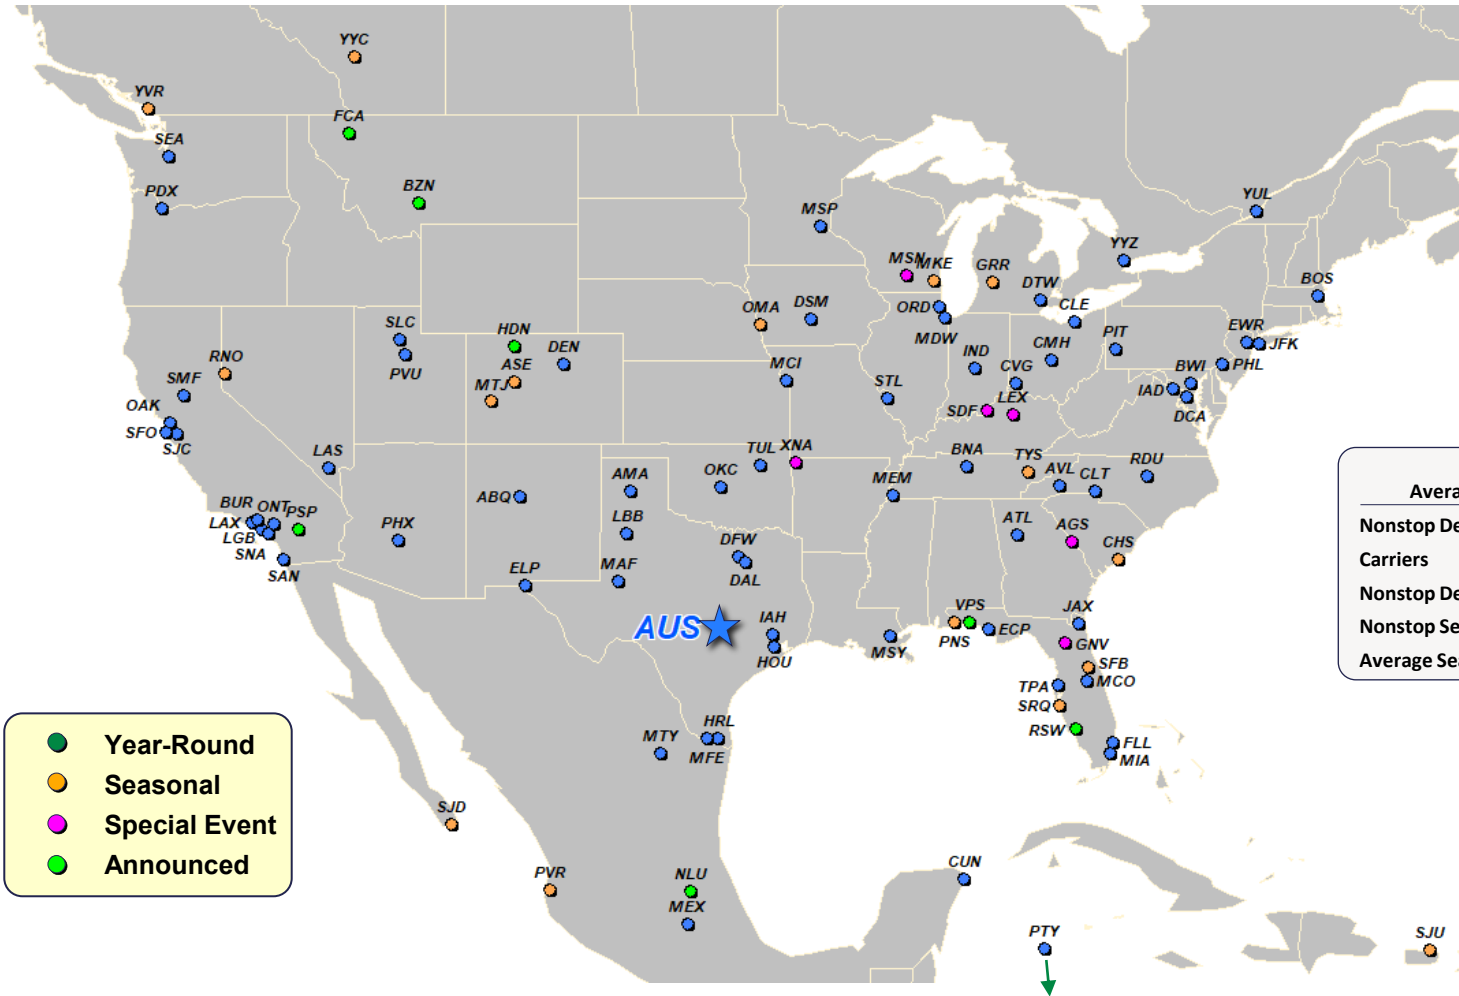 YYC
YVR
FCA
SEA
BZN
PDX
YUL
MSP
YYZ
MSN
MKE
GRR
BOS
DTW
OMA
DSM
ORD
CLE
SLC
HDN
DEN
MDW
CMH
PIT
EWR
JFK
RNO
PVU
ASE
MCI
IND
CVG
BWI
PHL
SMF
MTJ
STL
IAD
OAK
SDF
LEX
DCA
SFO
SJC
LAS
TUL
XNA
BNA
TYS
AVL
CLT
RDU
ABQ
AMA
OKC
MEM
BUR
ONT
PSP
LAX
PHX
LBB
ATL
AGS
LGB
SNA
DFW
CHS
SAN
ELP
MAF
DAL
AUS
IAH
VPS
JAX
HOU
MSY
PNS
ECP
GNV
SFB
TPA
MCO
SRQ
RSW
MTY
HRL
FLL
MFE
MIA
SJD
PVR
NLU
CUN
MEX
PTY
SJU
Year-Round
Seasonal
Special Event
Announced
Avera
Nonstop De
Carriers
Nonstop De
Nonstop Se
Average Sea